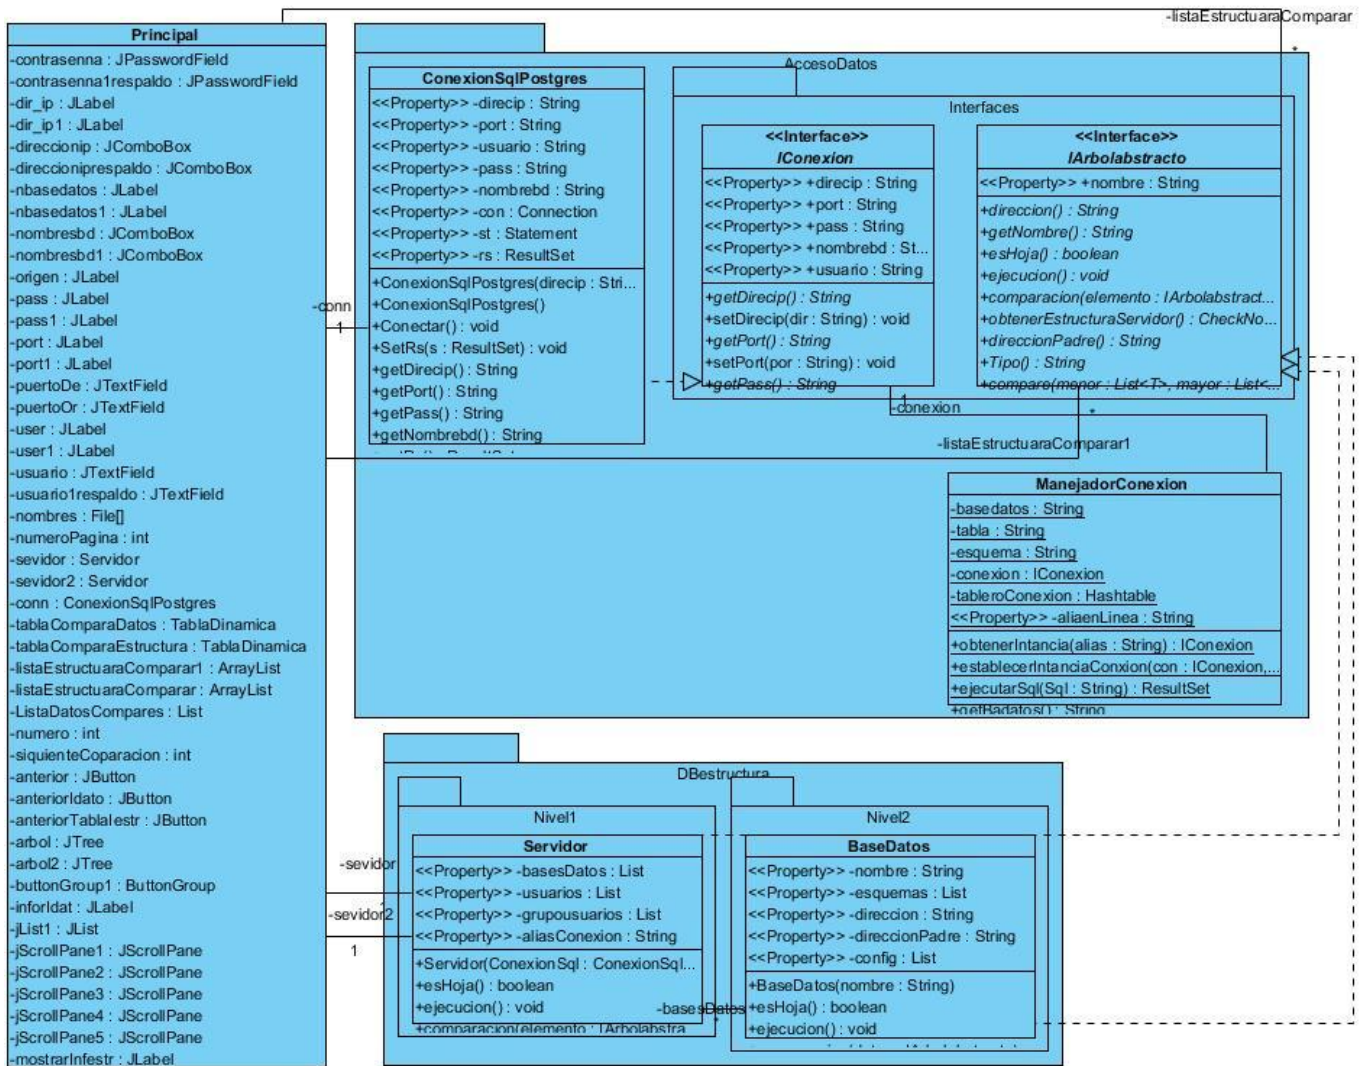 -listaEstructuaraComparar
*
Principal
-contrasenna : JPasswordField
-contrasenna1respaldo : JPasswordField
-dir_ip : JLabel
-dir_ip1 : JLabel
-direccionip : JComboBox
-direccioniprespaldo : JComboBox
-nbasedatos : JLabel
-nbasedatos1 : JLabel
-nombresbd : JComboBox
-nombresbd1 : JComboBox
-origen : JLabel
-pass : JLabel
-pass1 : JLabel
-port : JLabel
-port1 : JLabel
-puertoDe : JTextField
-puertoOr : JTextField
-user : JLabel
-user1 : JLabel
-usuario : JTextField
-usuario1respaldo : JTextField
-nombres : File[]
-numeroPagina : int
-sevidor : Servidor
-sevidor2 : Servidor
-conn : ConexionSqlPostgres
-tablaComparaDatos : TablaDinamica
-tablaComparaEstructura : TablaDinamica
-listaEstructuaraComparar1 : ArrayList
-listaEstructuaraComparar : ArrayList
-ListaDatosCompares : List
-numero : int
-siquienteCoparacion : int
-anterior : JButton
-anteriorIdato : JButton
-anteriorTablaIestr : JButton
-arbol : JTree
-arbol2 : JTree
-buttonGroup1 : ButtonGroup
-inforIdat : JLabel
-jList1 : JList
-jScrollPane1 : JScrollPane
-jScrollPane2 : JScrollPane
-jScrollPane3 : JScrollPane
-jScrollPane4 : JScrollPane
-jScrollPane5 : JScrollPane
-mostrarInfestr : JLabel
AccesoDatos
ConexionSqlPostgres
<<Property>> -direcip : String
<<Property>> -port : String
<<Property>> -usuario : String
<<Property>> -pass : String
<<Property>> -nombrebd : String
<<Property>> -con : Connection
<<Property>> -st : Statement
<<Property>> -rs : ResultSet
+ConexionSqlPostgres(direcip : Stri...
+ConexionSqlPostgres()
+Conectar() : void
+SetRs(s : ResultSet) : void
+getDirecip() : String
+getPort() : String
+getPass() : String
+getNombrebd() : String
-conn
1
Interfaces
<<Interface>>
IConexion
<<Property>> +direcip : String
<<Property>> +port : String
<<Property>> +pass : String
<<Property>> +nombrebd : St...
<<Property>> +usuario : String
+getDirecip() : String
+setDirecip(dir : String) : void
+getPort() : String
+setPort(por : String) : void
+getPass() : String
<<Interface>>
IArbolabstracto
<<Property>> +nombre : String
+direccion() : String
+getNombre() : String
+esHoja() : boolean
+ejecucion() : void
+comparacion(elemento : IArbolabstract...
+obtenerEstructuraServidor() : CheckNo...
+direccionPadre() : String
+Tipo() : String
+compare(menor : List<T>, mayor : List<...
1
-conexion
*
-listaEstructuaraComparar1
ManejadorConexion
-basedatos : String
-tabla : String
-esquema : String
-conexion : IConexion
-tableroConexion : Hashtable
<<Property>> -aliaenLinea : String
+obtenerIntancia(alias : String) : IConexion
+establecerIntanciaConxion(con : IConexion,...
+ejecutarSql(Sql : String) : ResultSet
+getBadatos() : String
DBestructura
Nivel1
Servidor
<<Property>> -basesDatos : List
<<Property>> -usuarios : List
<<Property>> -grupousuarios : List
<<Property>> -aliasConexion : String
+Servidor(ConexionSql : ConexionSql...
+esHoja() : boolean
+ejecucion() : void
+comparacion(elemento : IArbolabstra
-sevidor
-sevidor2
1
-basesDatos
*
Nivel2
BaseDatos
<<Property>> -nombre : String
<<Property>> -esquemas : List
<<Property>> -direccion : String
<<Property>> -direccionPadre : String
<<Property>> -config : List
+BaseDatos(nombre : String)
+esHoja() : boolean
+ejecucion() : void